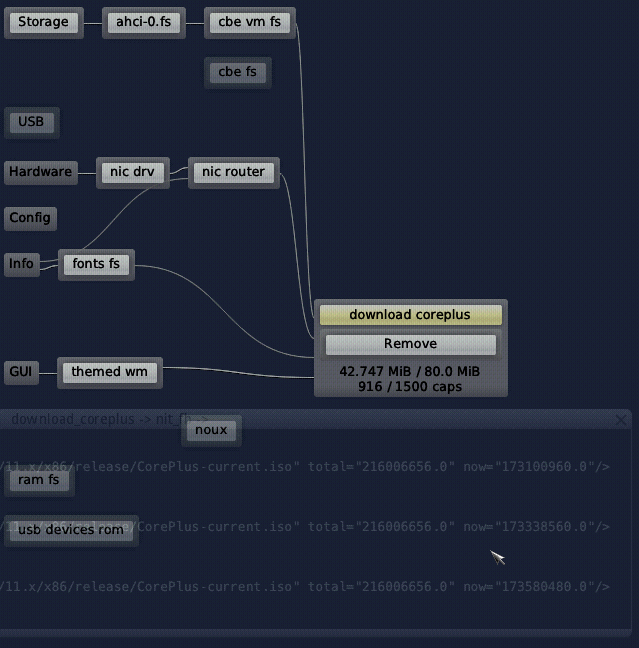 Storage ahci-0.fs cbe vm fs
cbe fs
USB
Hardware nic drv nic router
Config
Info fonts fs
download coreplus
Remove
GUI themed wm
42.747 MiB / 80.0 MiB
916 / 1500 caps
download_coreplus -> nit_fb ->
noux
/11.x/x86/release/CorePlus-current.iso" total="216006656.0" now="173100960.0"/>
ram fs
/11.x/x86/release/CorePlus-current.iso" total="216006656.0" now="173338560.0"/>
usb devices rom
/11.x/x86/release/CorePlus-current.iso" total="216006656.0" now="173580480.0"/>